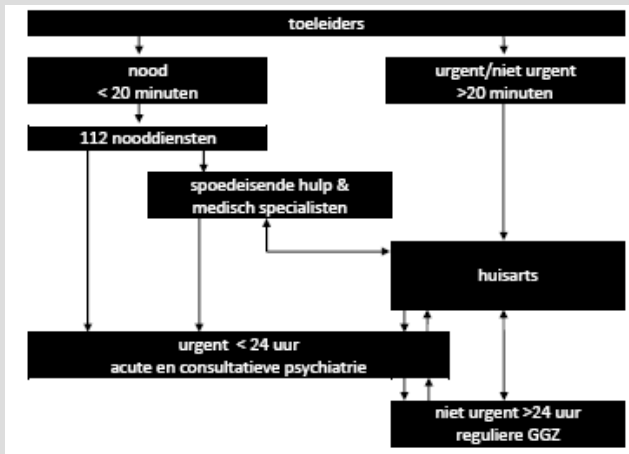 toeleiders
nood
< 20 minuten
urgent/niet urgent
>20 minuten
112 nooddiensten
spoedeisende hulp &
medisch specialisten
huisarts
urgent < 24 uur
acute en consultatieve psychiatrie
niet urgent >24 uur
reguliere GGZ